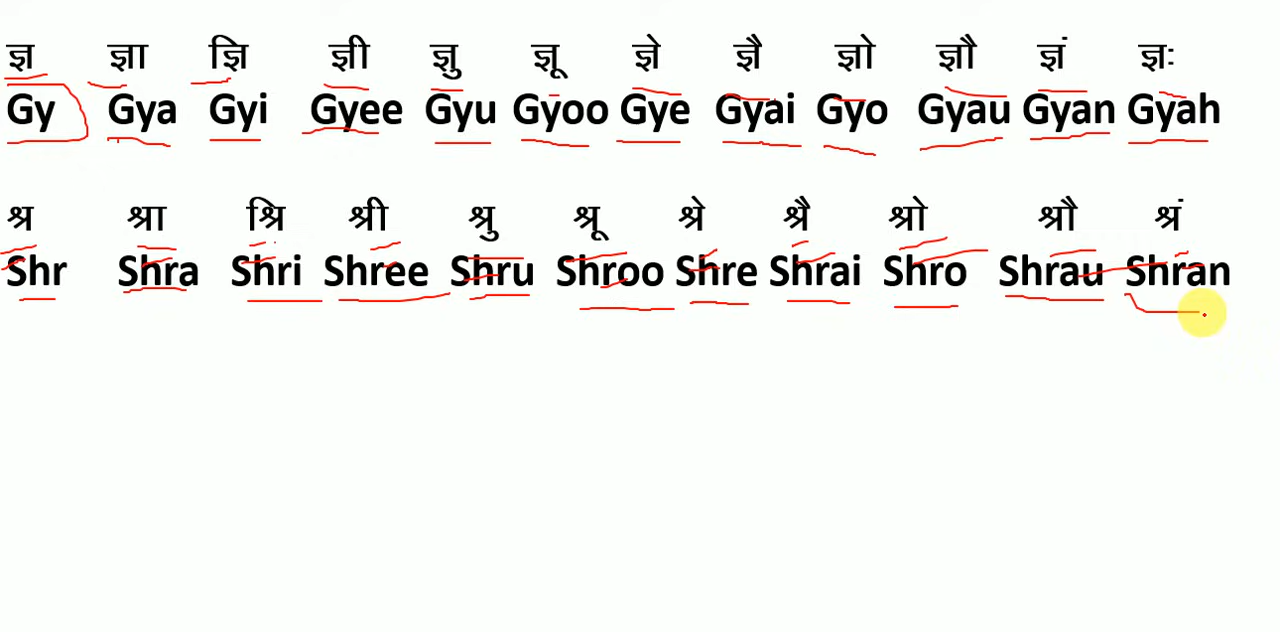 ज्ञ ज्ञा ज्ञि ज्ञी ज्ञु ज्ञू ज्ञे ज्ञै ज्ञो ज्ञौ ज्ञं ज्ञः
Gy Gya Gyi Gyee Gyu Gyoo Gye Gyai Gyo Gyau Gyan Gyah
श्र श्रा श्रि श्री श्रु श्रू श्रे श्रै श्रो श्रौ श्रं
Shr Shra Shri Shree Shru Shroo Shre Shrai Shro Shrau Shran